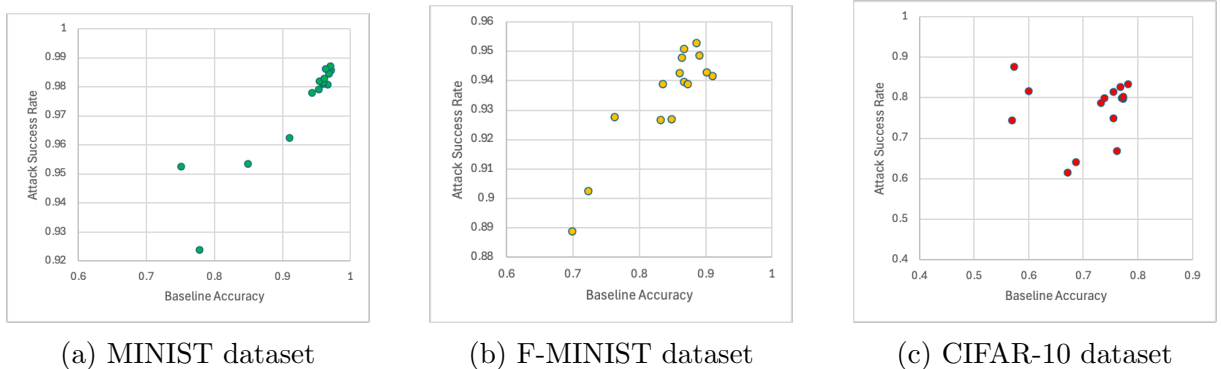 1
0.99
0.98
0.97
0.96
0.95
0.94
0.93
0.92
0.6 0.7 0.8 0.9 1
Attack Success Rate
Baseline Accuracy
(a) MINIST dataset
0.96
0.95
0.94
0.93
0.92
0.91
0.9
0.89
0.88
0.6 0.7 0.8 0.9 1
Attack Success Rate
Baseline Accuracy
(b) F-MINIST dataset
1
0.9
0.8
0.7
0.6
0.5
0.4
0.4 0.5 0.6 0.7 0.8 0.9
Attack Success Rate
Baseline Accuracy
(c) CIFAR-10 dataset